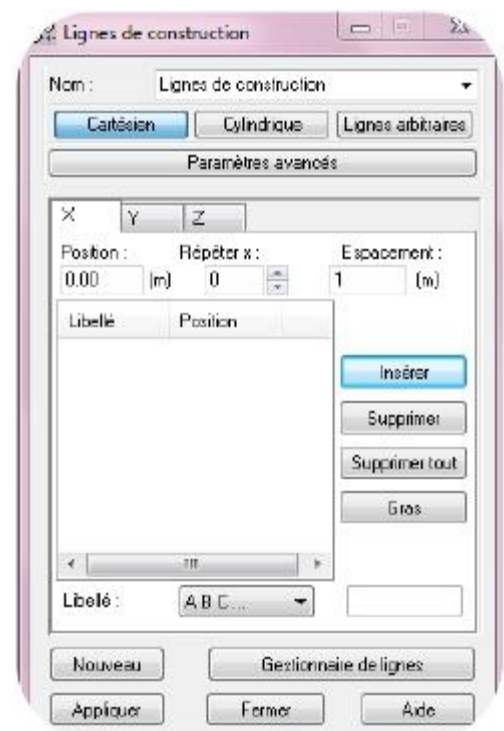 Lignes de construction
Nom : Lignes de construction
Cartésien Cylindrique Lignes arbitraires
Paramètres avancés
X Y Z
Position : Répéter x : Espacement :
0.00 (m) 0 1 (m)
Libellé Position
Insérer
Supprimer
Supprimer tout
Gras
Libellé : A B C ...
Nouveau Gestionnaire de lignes
Appliquer Fermer Aide